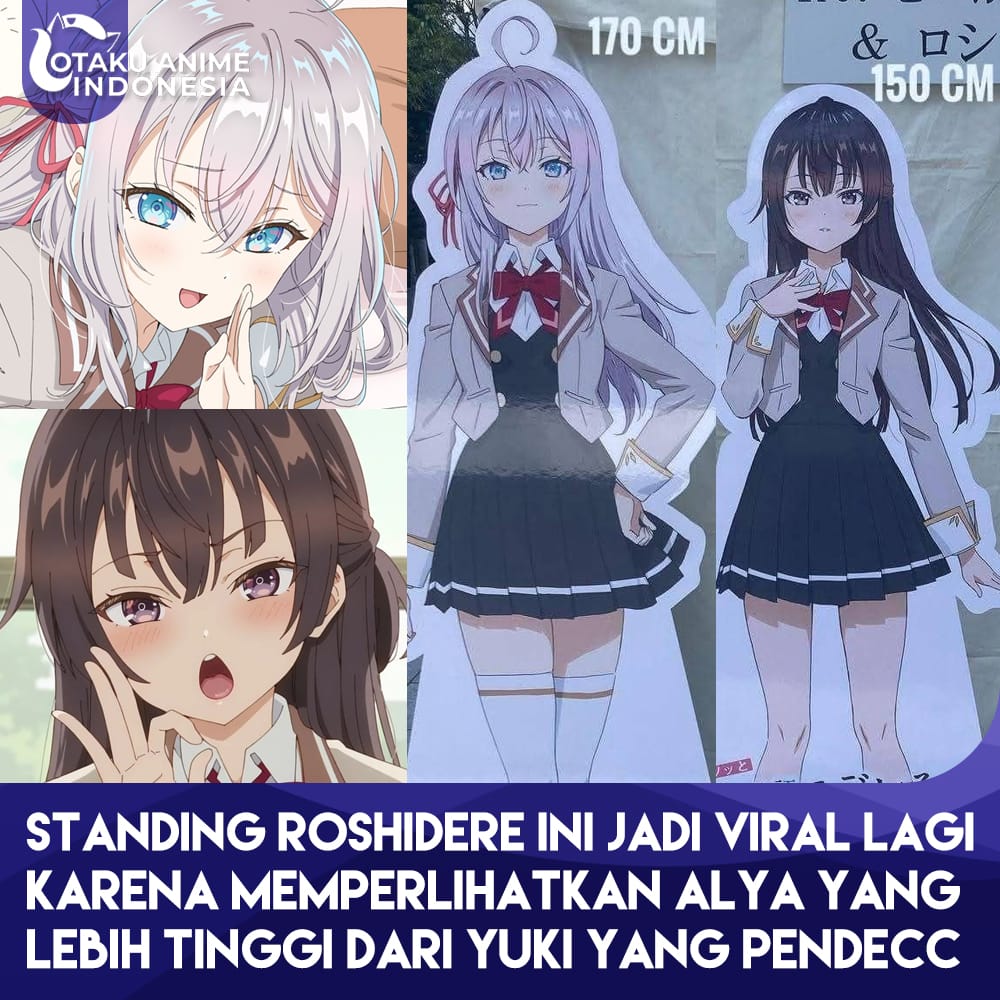 OTAKU ANIME
INDONESIA
170 CM
& ロシ
150 CM
STANDING ROSHIDERE INI JADI VIRAL LAGI
KARENA MEMPERLIHATKAN ALYA YANG
LEBIH TINGGI DARI YUKI YANG PENDECC